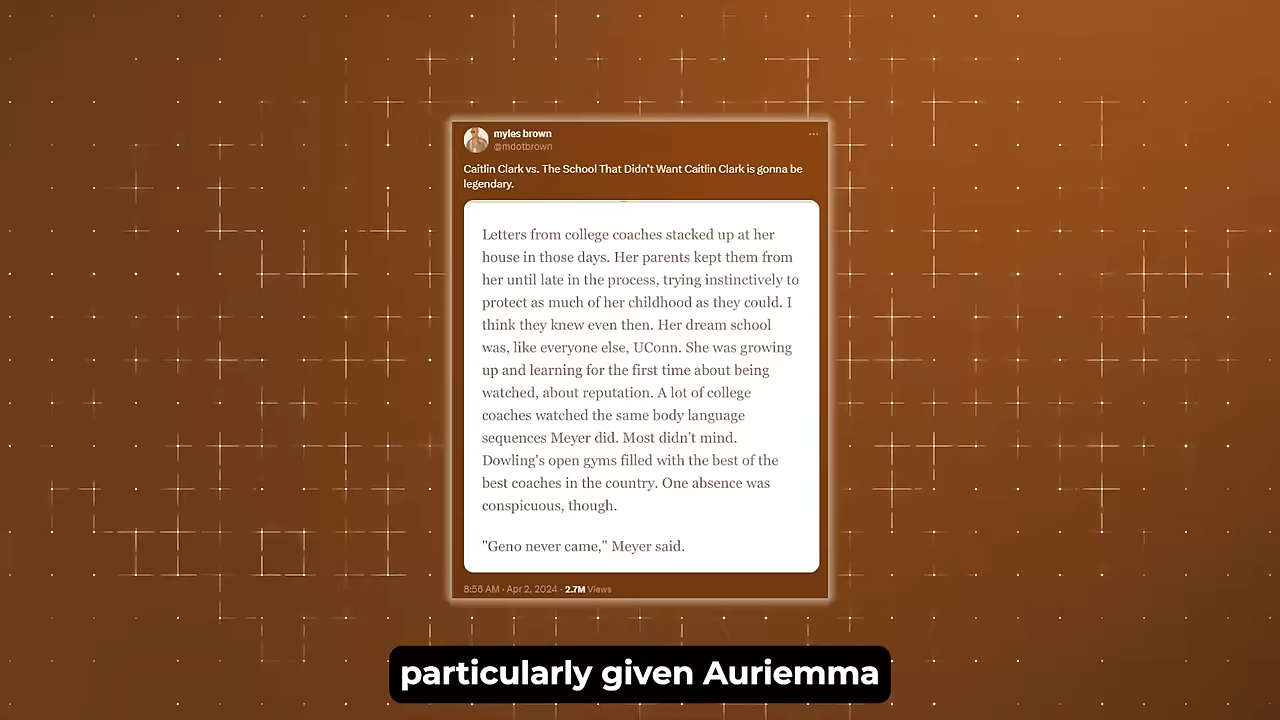 myles brown
@mdotbrown
Caitlin Clark vs. The School That Didn't Want Caitlin Clark is gonna be
legendary.
Letters from college coaches stacked up at her
house in those days. Her parents kept them from
her until late in the process, trying instinctively to
protect as much of her childhood as they could. I
think they knew even then. Her dream school
was, like everyone else, UConn. She was growing
up and learning for the first time about being
watched, about reputation. A lot of college
coaches watched the same body language
sequences Meyer did. Most didn't mind.
Dowling's open gyms filled with the best of the
best coaches in the country. One absence was
conspicuous, though.
"Geno never came," Meyer said.
8:56 AM · Apr 2, 2024 · 2.7M Views
particularly given Auriemma